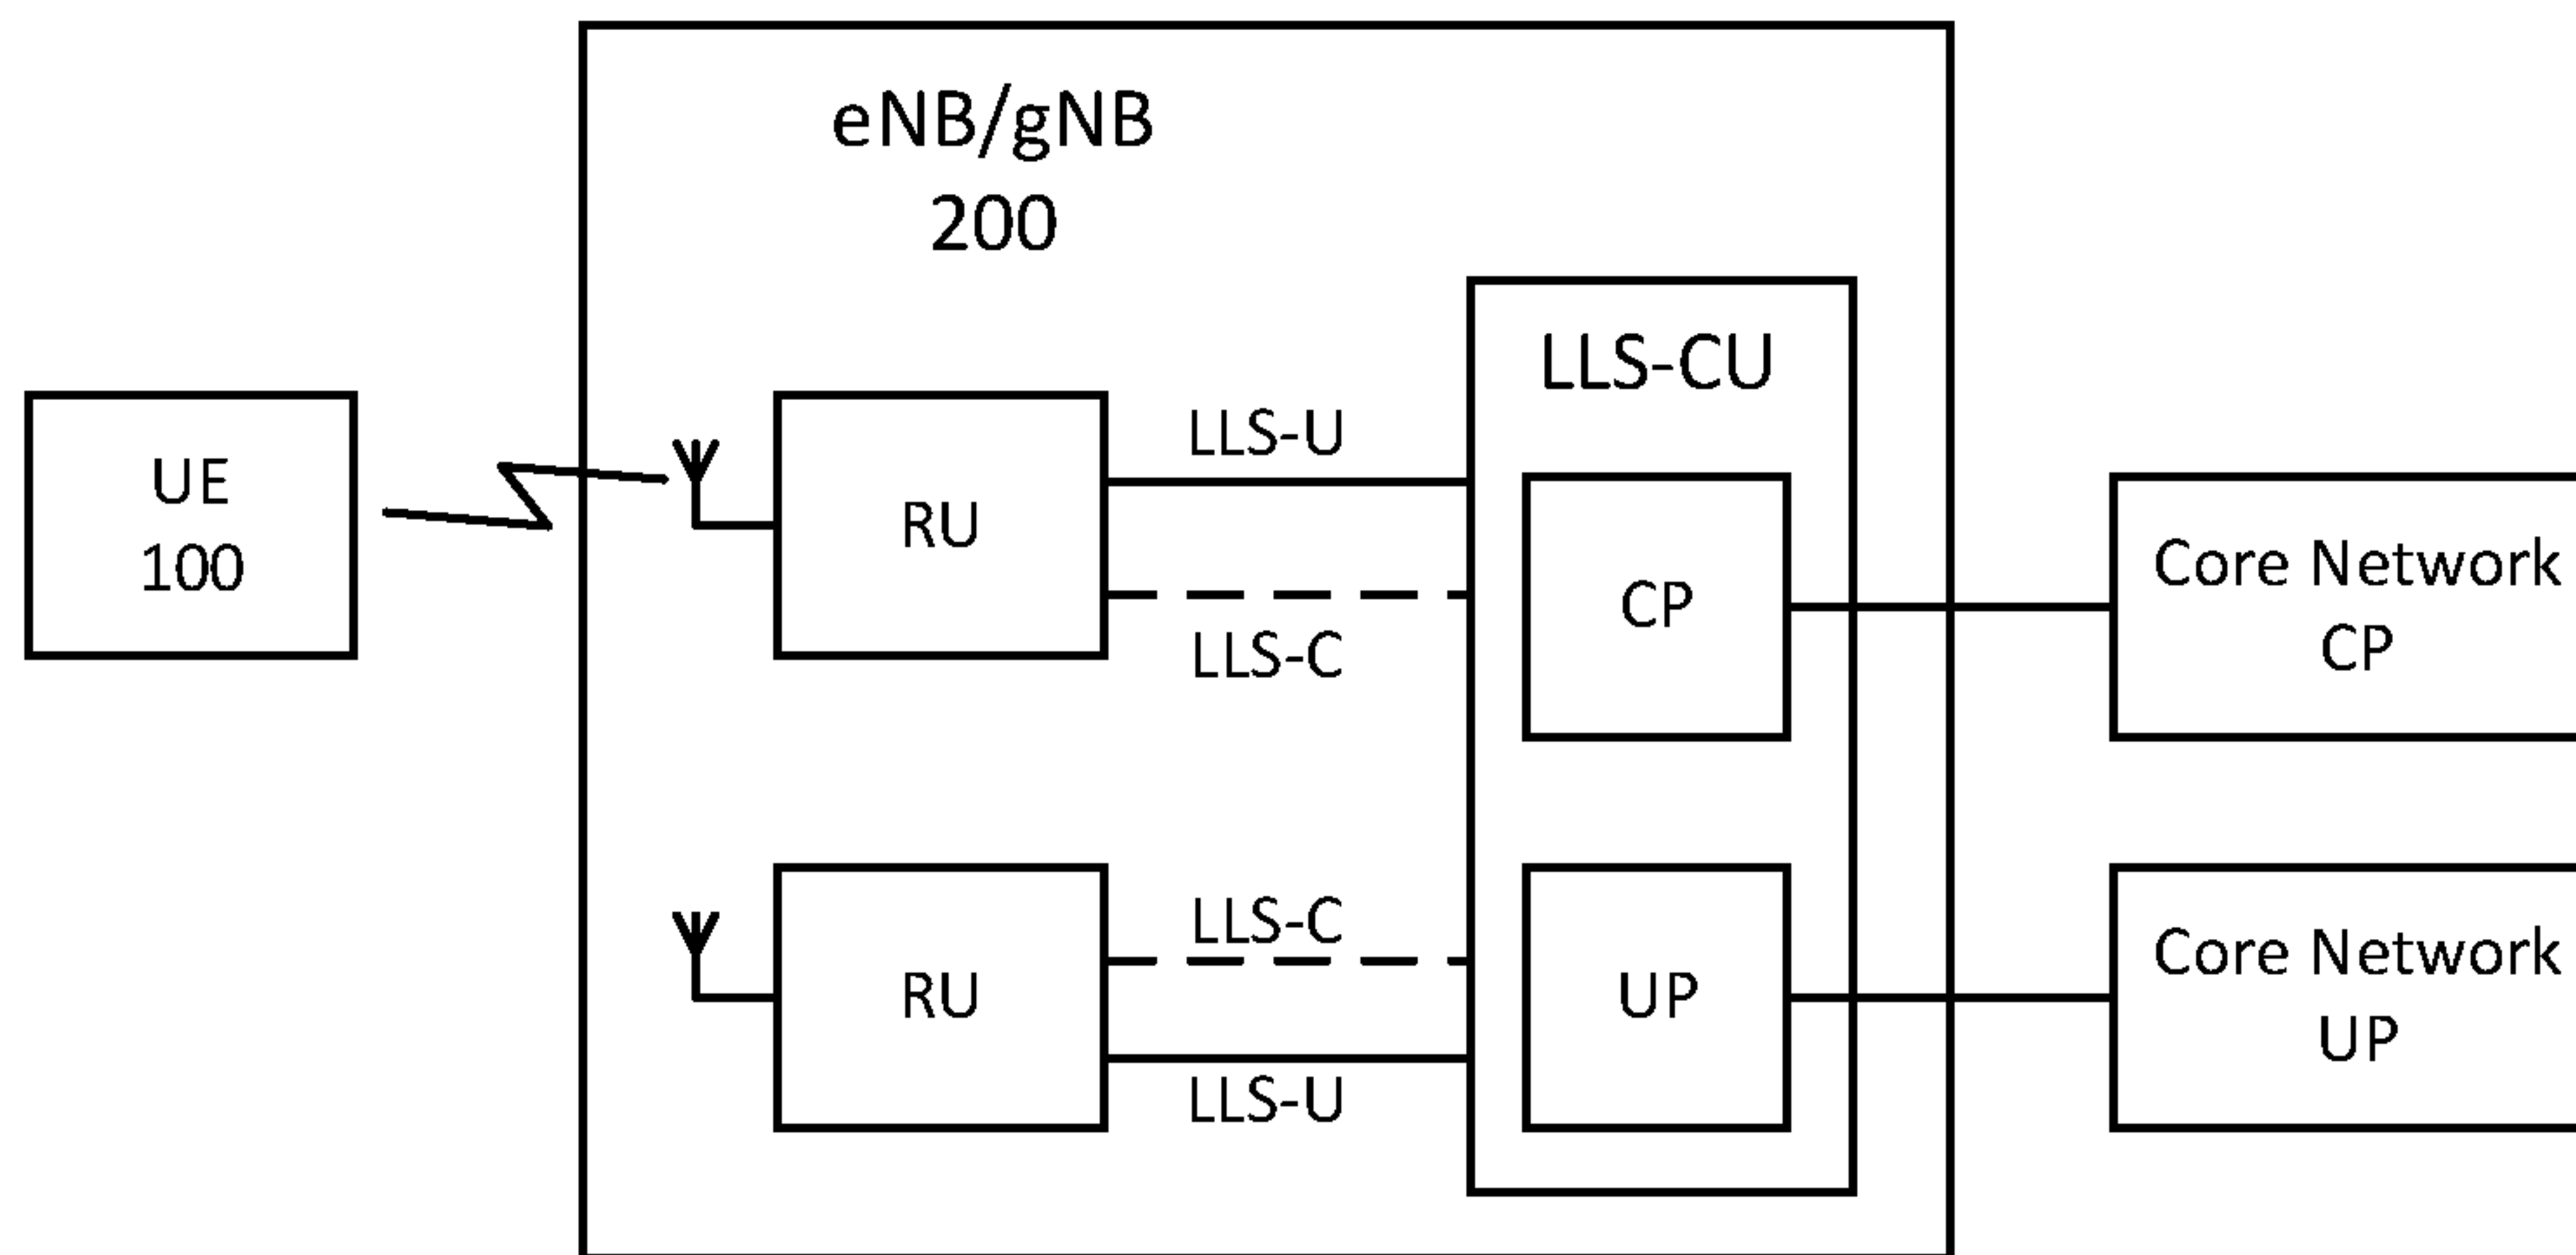 eNB/gNB
200
UE
100
RU
LLS-U
LLS-C
LLS-CU
CP
Core Network
CP
RU
LLS-C
LLS-U
UP
Core Network
UP